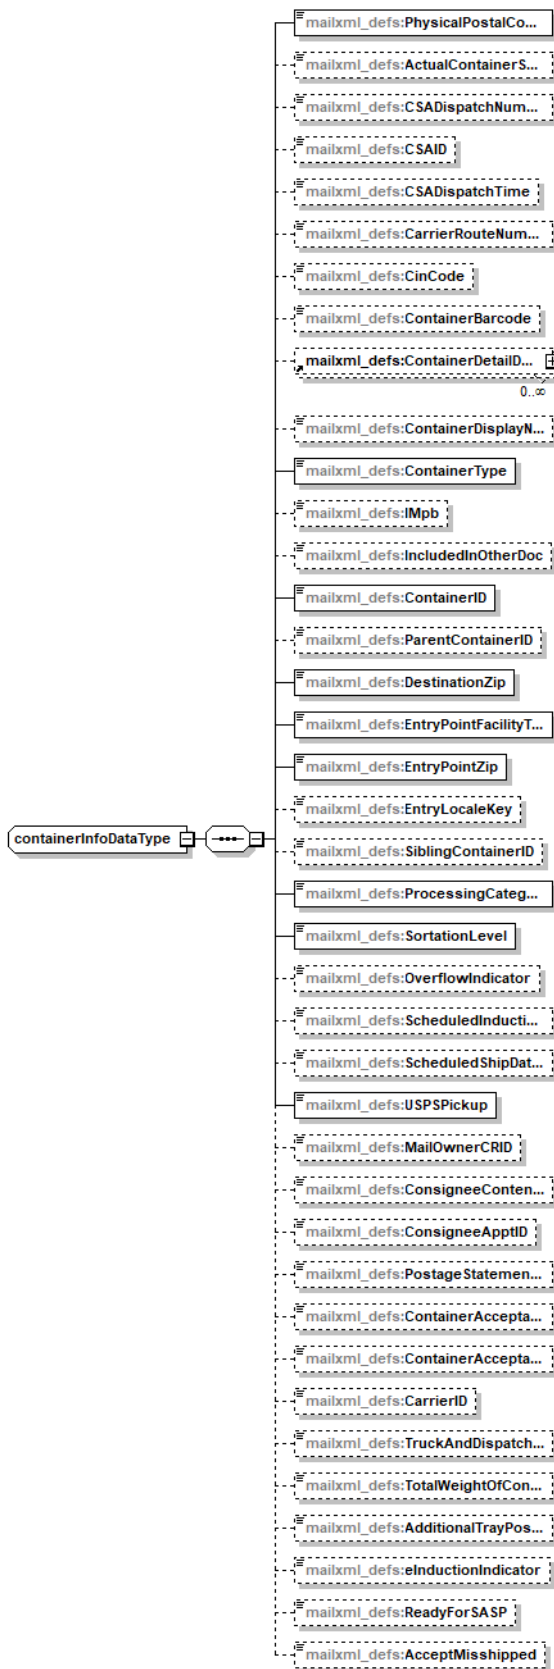 mailxml_defs:PhysicalPostalCo...
mailxml_defs:ActualContainerS...
mailxml_defs:CSADispatchNum...
mailxml_defs:CSAID
mailxml_defs:CSADispatchTime
mailxml_defs:CarrierRouteNum...
mailxml_defs:CinCode
mailxml_defs:ContainerBarcode
mailxml_defs:ContainerDetailD...
0..∞
mailxml_defs:ContainerDisplayN...
mailxml_defs:ContainerType
mailxml_defs:IMpb
mailxml_defs:IncludedInOtherDoc
mailxml_defs:ContainerID
mailxml_defs:ParentContainerID
mailxml_defs:DestinationZip
mailxml_defs:EntryPointFacilityT...
mailxml_defs:EntryPointZip
mailxml_defs:EntryLocaleKey
containerInfoDataType
mailxml_defs:SiblingContainerID
mailxml_defs:ProcessingCateg...
mailxml_defs:SortationLevel
mailxml_defs:OverflowIndicator
mailxml_defs:ScheduledInducti...
mailxml_defs:ScheduledShipDat...
mailxml_defs:USPSPickup
mailxml_defs:MailOwnerCRID
mailxml_defs:ConsigneeConten...
mailxml_defs:ConsigneeApptID
mailxml_defs:PostageStatemen...
mailxml_defs:ContainerAccepta...
mailxml_defs:ContainerAccepta...
mailxml_defs:CarrierID
mailxml_defs:TruckAndDispatch...
mailxml_defs:TotalWeightOfCon...
mailxml_defs:AdditionalTrayPos...
mailxml_defs:eInductionIndicator
mailxml_defs:ReadyForSASP
mailxml_defs:AcceptMisshipped